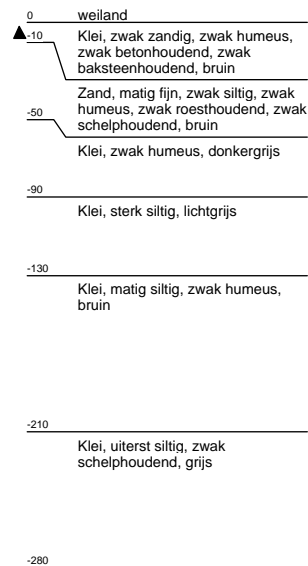 0 weiland
-10 Klei, zwak zandig, zwak humeus,
zwak betonhoudend, zwak
baksteenhoudend, bruin
Zand, matig fijn, zwak siltig, zwak
humeus, zwak roesthoudend, zwak
-50 schelphoudend, bruin
Klei, zwak humeus, donkergrijs
-90
Klei, sterk siltig, lichtgrijs
-130
Klei, matig siltig, zwak humeus,
bruin
-210
Klei, uiterst siltig, zwak
schelphoudend, grijs
-280